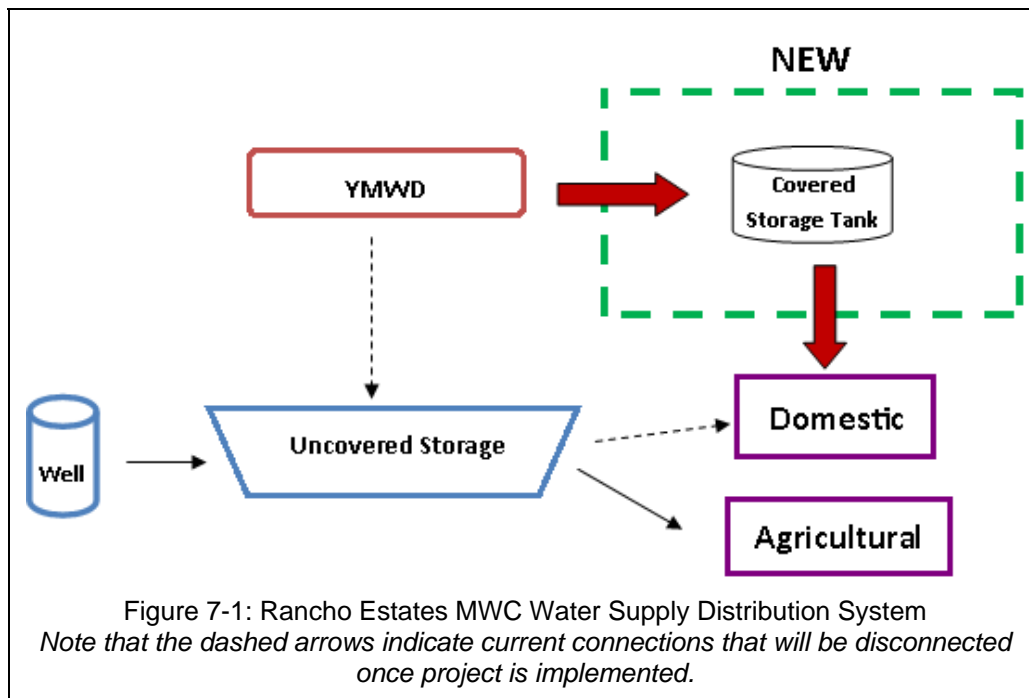 NEW
YMWD
Covered
Storage Tank
Well
Uncovered Storage
Domestic
Agricultural
Figure 7-1: Rancho Estates MWC Water Supply Distribution System
Note that the dashed arrows indicate current connections that will be disconnected
once project is implemented.